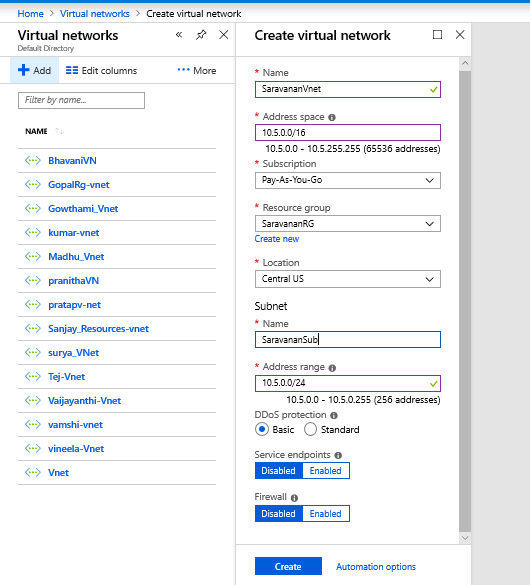 Home > Virtual networks > Create virtual network
Virtual networks
Default Directory
+ Add
Edit columns
··· More
Filter by name...
NAME
BhavaniVN
GopalRg-vnet
Gowthami_Vnet
kumar-vnet
Madhu_Vnet
pranithaVN
pratapv-net
Sanjay_Resources-vnet
surya_VNet
Tej-Vnet
Vaijayanthi-Vnet
vamshi-vnet
vineela-Vnet
Vnet
Create virtual network
* Name
SaravananVnet
* Address space
10.5.0.0/16
10.5.0.0 - 10.5.255.255 (65536 addresses)
* Subscription
Pay-As-You-Go
* Resource group
SaravananRG
Create new
* Location
Central US
Subnet
* Name
SaravananSub
* Address range
10.5.0.0/24
10.5.0.0 - 10.5.0.255 (256 addresses)
DDoS protection
Basic Standard
Service endpoints
Disabled Enabled
Firewall
Disabled Enabled
Create Automation options